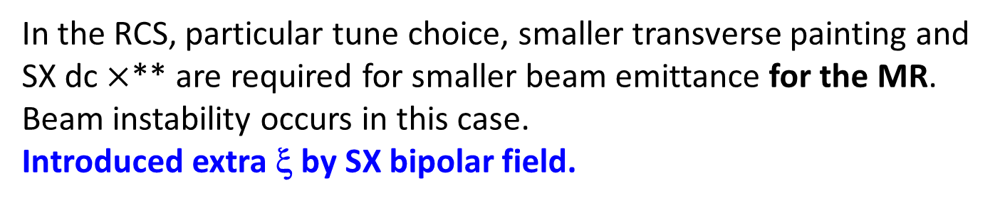 In the RCS, particular tune choice, smaller transverse painting and
SX dc ×** are required for smaller beam emittance for the MR.
Beam instability occurs in this case.
Introduced extra ξ by SX bipolar field.